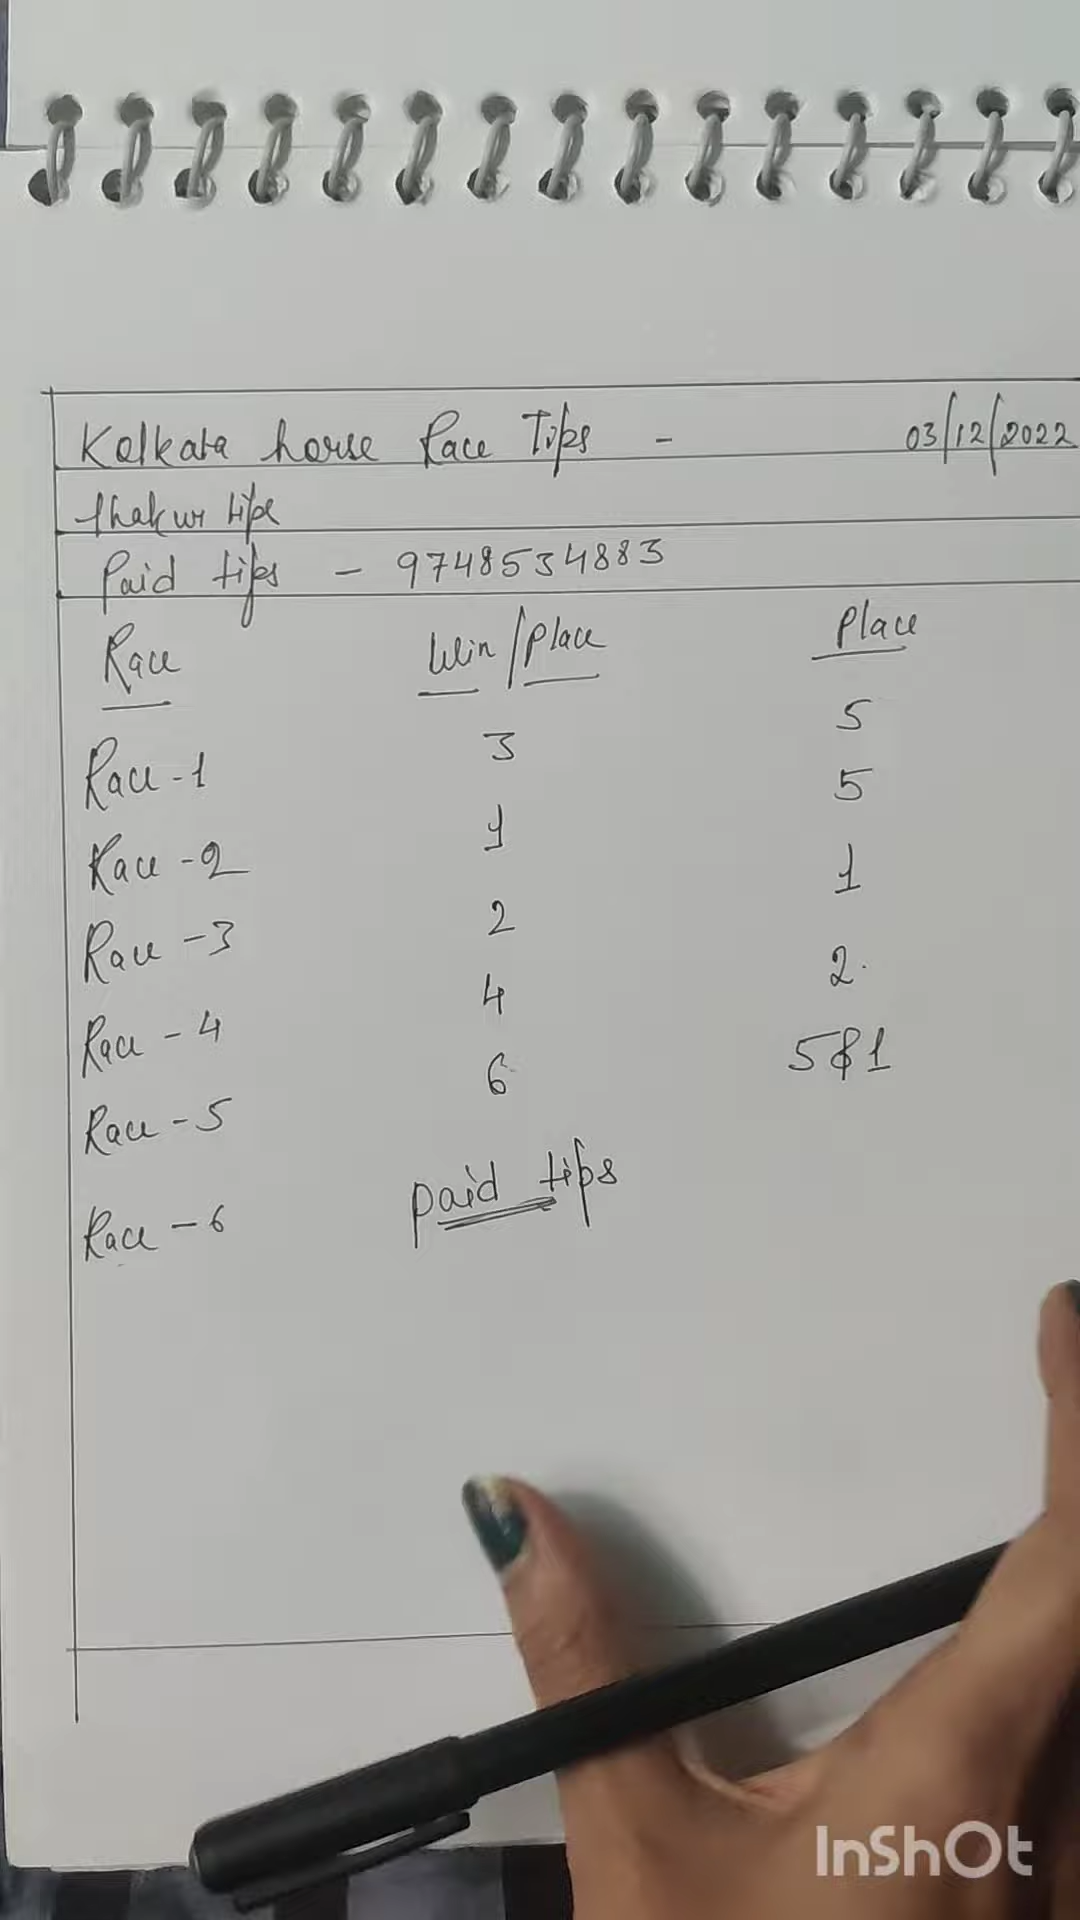 Kolkata horse Race Tips - 03/12/2022
thakur tips
Paid tips - 9748534883
Race Win/Place Place
Race-1 3 5
Race-2 1 5
Race-3 2 1
Race-4 4 2.
Race-5 6 5&1
Race-6 paid tips
InShOt